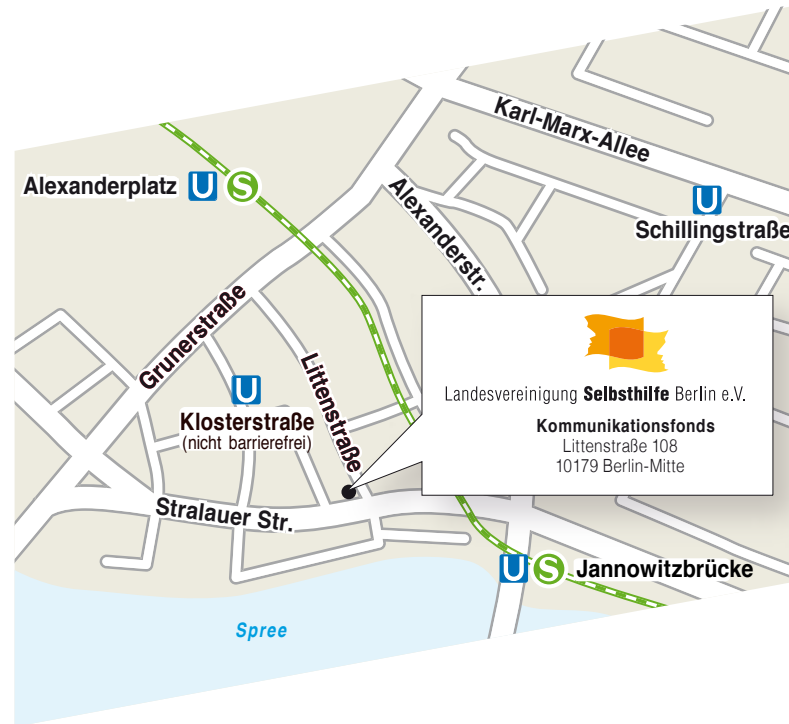 Karl-Marx-Allee
Alexanderplatz U S
Alexanderstr.
U
Schillingstraße
Grunerstraße
Littenstraße
U
Klosterstraße
(nicht barrierefrei)
Landesvereinigung Selbsthilfe Berlin e.V.
Kommunikationsfonds
Littenstraße 108
10179 Berlin-Mitte
Stralauer Str.
U S Jannowitzbrücke
Spree